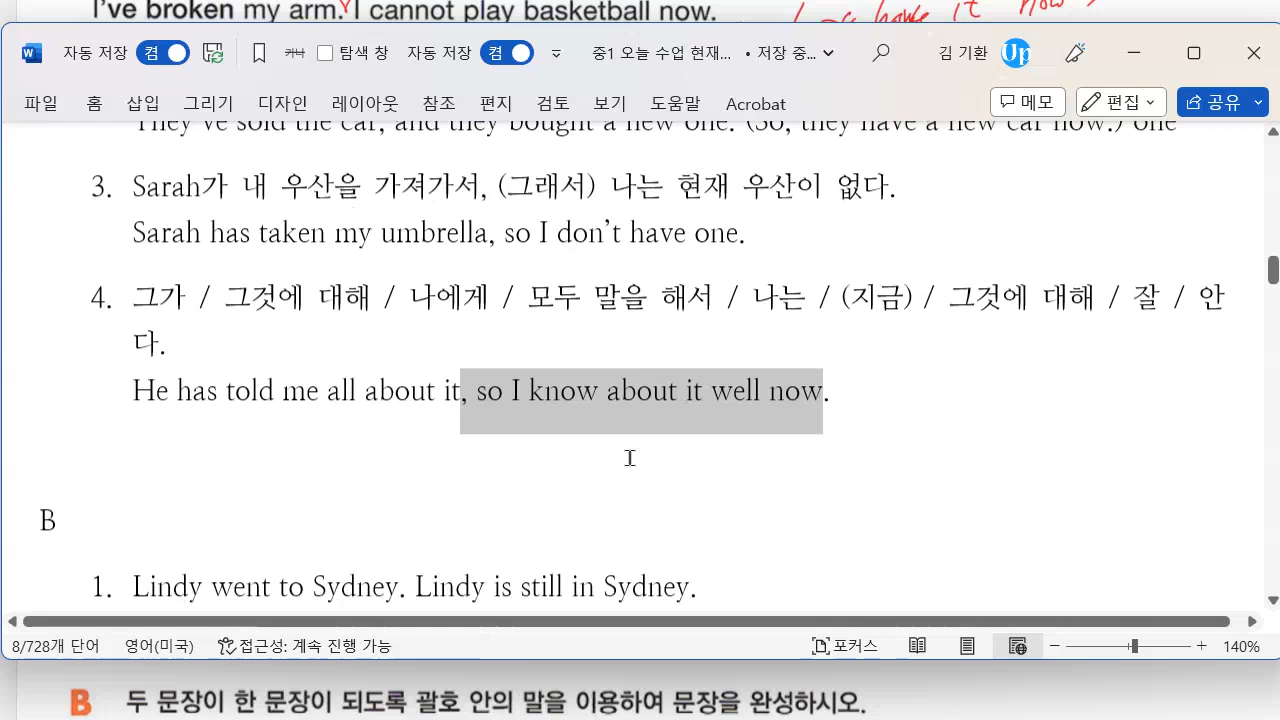 I've broken my arm. I cannot play basketball now.
it now
자동 저장 켬 가나 탐색 창 자동 저장 켬 중1 오늘 수업 현재... • 저장 중... 김 기환 Up
파일 홈 삽입 그리기 디자인 레이아웃 참조 편지 검토 보기 도움말 Acrobat 메모 편집 공유
They've sold the car, and they bought a new one. (So, they have a new car now.) one
3. Sarah가 내 우산을 가져가서, (그래서) 나는 현재 우산이 없다.
Sarah has taken my umbrella, so I don't have one.
4. 그가 / 그것에 대해 / 나에게 / 모두 말을 해서 / 나는 / (지금) / 그것에 대해 / 잘 / 안
다.
He has told me all about it, so I know about it well now.
B
1. Lindy went to Sydney. Lindy is still in Sydney.
8/728개 단어 영어(미국) 접근성: 계속 진행 가능 포커스 140%
B 두 문장이 한 문장이 되도록 괄호 안의 말을 이용하여 문장을 완성하시오.